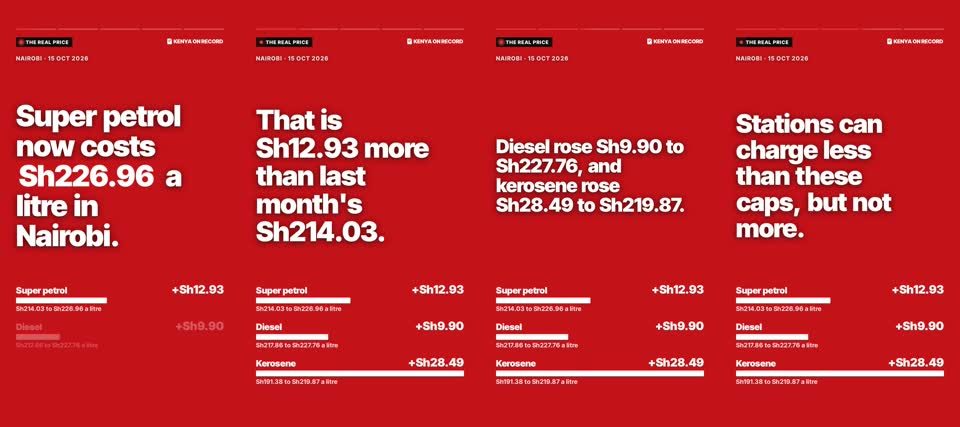 THE REAL PRICE
KENYA ON RECORD
NAIROBI · 15 OCT 2026
Super petrol
now costs
Sh226.96 a
litre in
Nairobi.
Super petrol +Sh12.93
Sh214.03 to Sh226.96 a litre
Diesel +Sh9.90
Sh217.86 to Sh227.76 a litre
THE REAL PRICE
KENYA ON RECORD
NAIROBI · 15 OCT 2026
That is
Sh12.93 more
than last
month's
Sh214.03.
Super petrol +Sh12.93
Sh214.03 to Sh226.96 a litre
Diesel +Sh9.90
Sh217.86 to Sh227.76 a litre
Kerosene +Sh28.49
Sh191.38 to Sh219.87 a litre
THE REAL PRICE
KENYA ON RECORD
NAIROBI · 15 OCT 2026
Diesel rose Sh9.90 to
Sh227.76, and
kerosene rose
Sh28.49 to Sh219.87.
Super petrol +Sh12.93
Sh214.03 to Sh226.96 a litre
Diesel +Sh9.90
Sh217.86 to Sh227.76 a litre
Kerosene +Sh28.49
Sh191.38 to Sh219.87 a litre
THE REAL PRICE
KENYA ON RECORD
NAIROBI · 15 OCT 2026
Stations can
charge less
than these
caps, but not
more.
Super petrol +Sh12.93
Sh214.03 to Sh226.96 a litre
Diesel +Sh9.90
Sh217.86 to Sh227.76 a litre
Kerosene +Sh28.49
Sh191.38 to Sh219.87 a litre